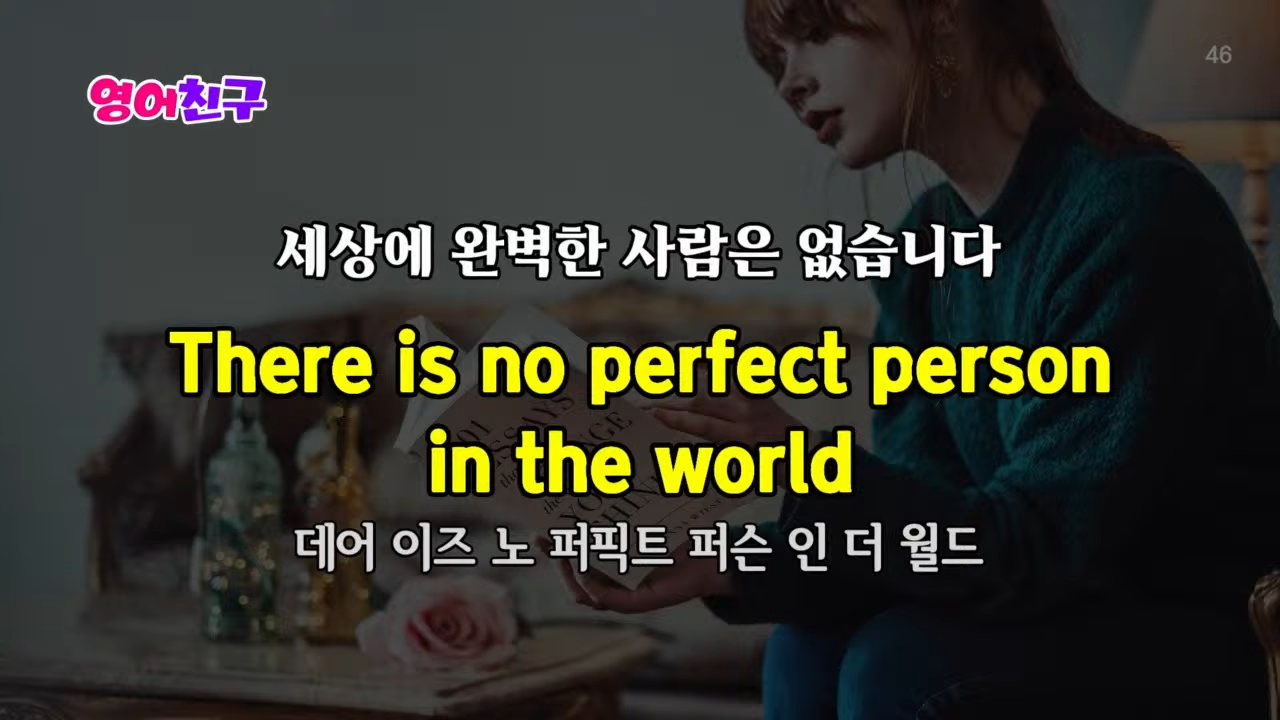 46
영어친구
세상에 완벽한 사람은 없습니다
There is no perfect person
in the world
데어 이즈 노 퍼픽트 퍼슨 인 더 월드